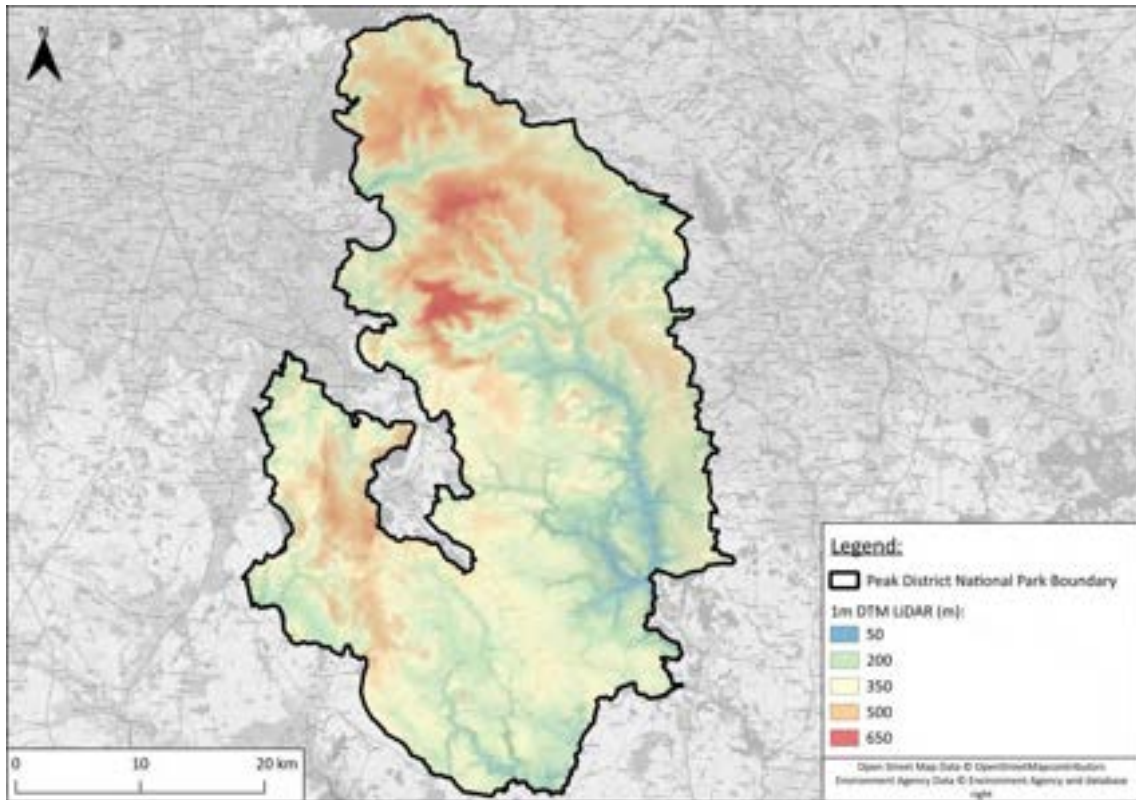 N
Legend:
Peak District National Park Boundary
1m DTM LiDAR (m):
50
200
350
500
650
0 10 20 km
Open Street Map Data © OpenStreetMapcontributors
Environment Agency Data © Environment Agency and database
right